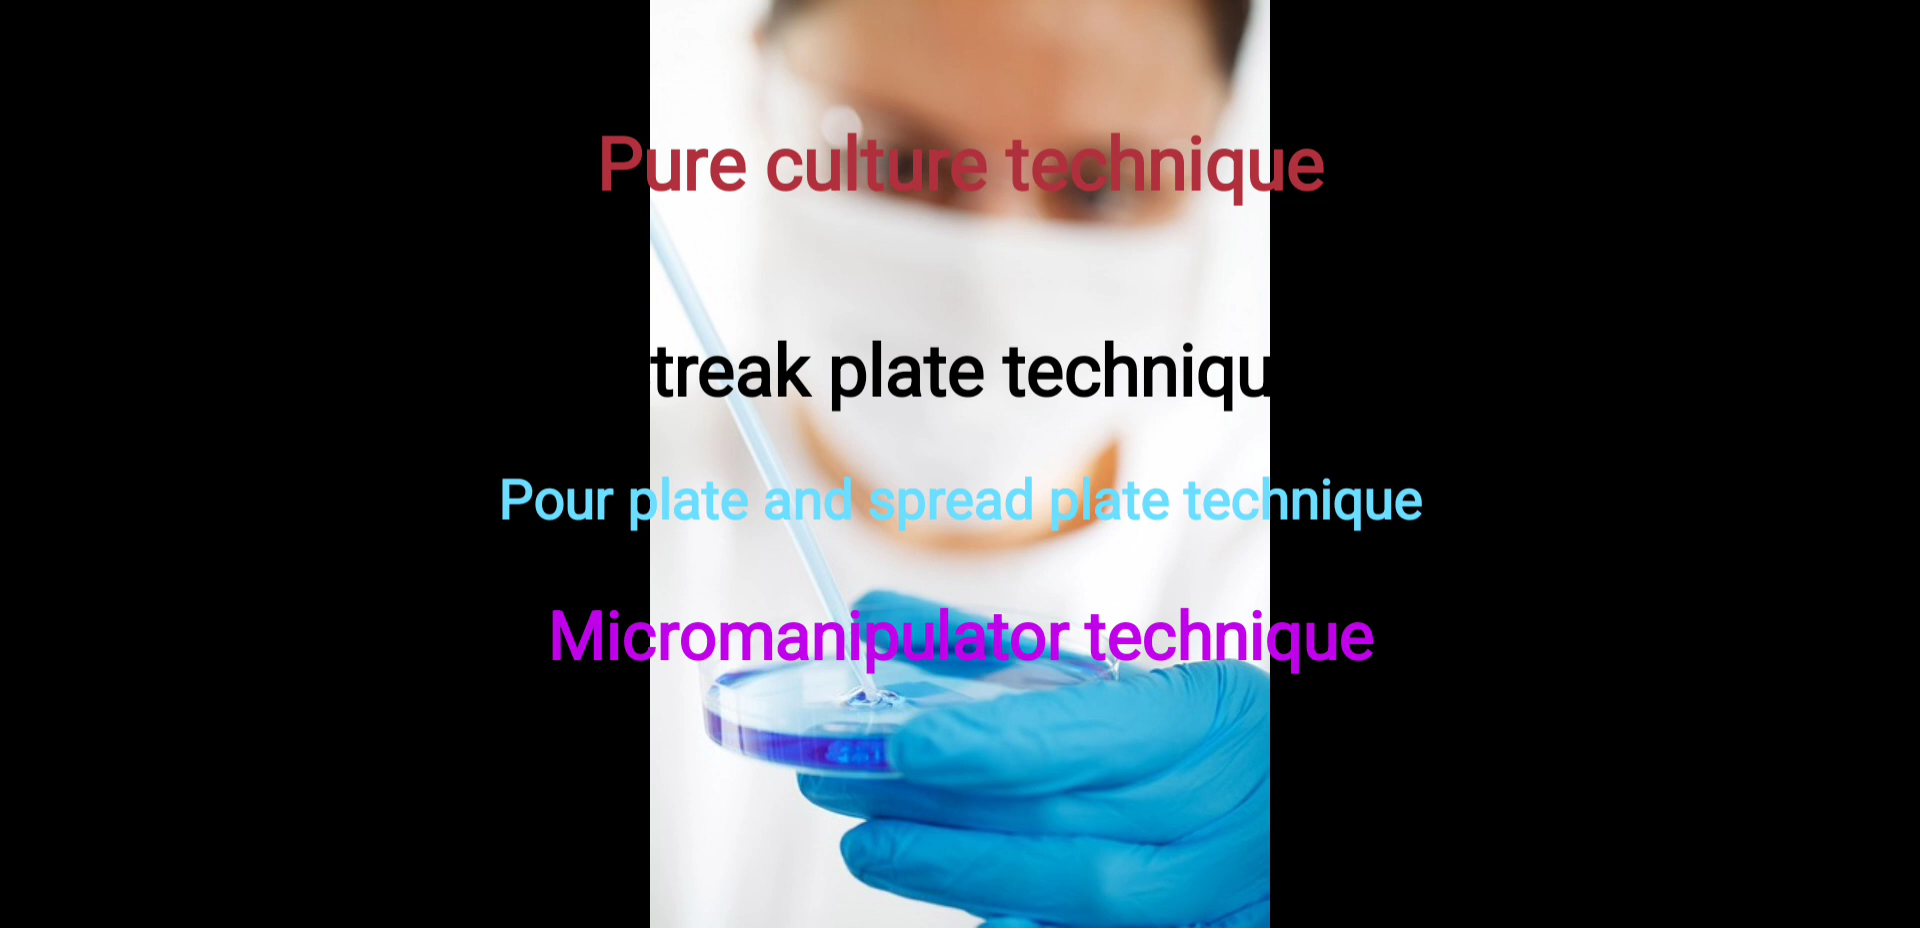 Pure culture technique
treak plate techniqu
Pour plate and spread plate technique
Micromanipulator technique